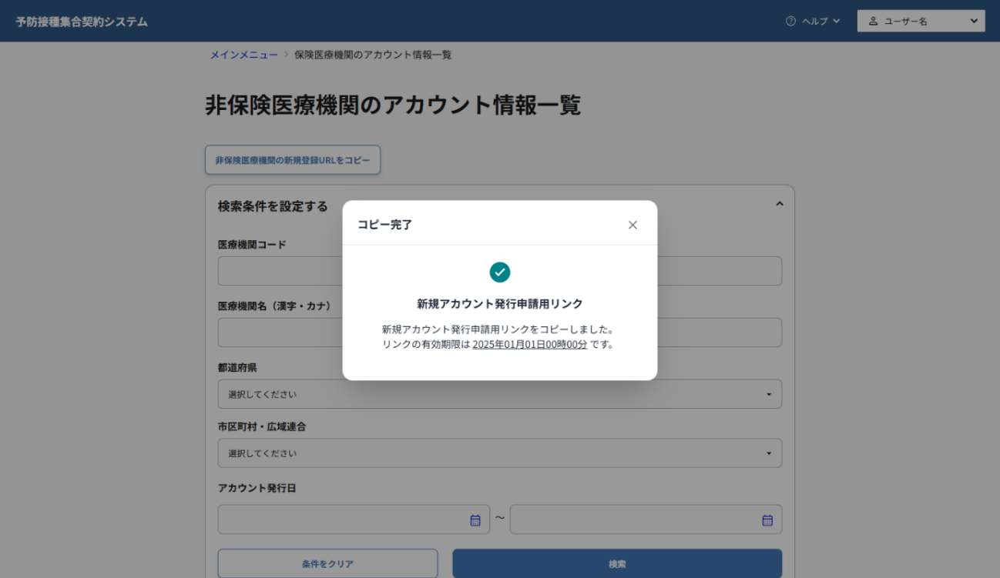 予防接種集合契約システム
ヘルプ
ユーザー名
メインメニュー > 保険医療機関のアカウント情報一覧
非保険医療機関のアカウント情報一覧
非保険医療機関の新規登録URLをコピー
検索条件を設定する
コピー完了
医療機関コード
新規アカウント発行申請用リンク
医療機関名（漢字・カナ）
新規アカウント発行申請用リンクをコピーしました。
リンクの有効期限は 2025年01月01日00時00分 です。
都道府県
選択してください
市区町村・広域連合
選択してください
アカウント発行日
～
条件をクリア
検索